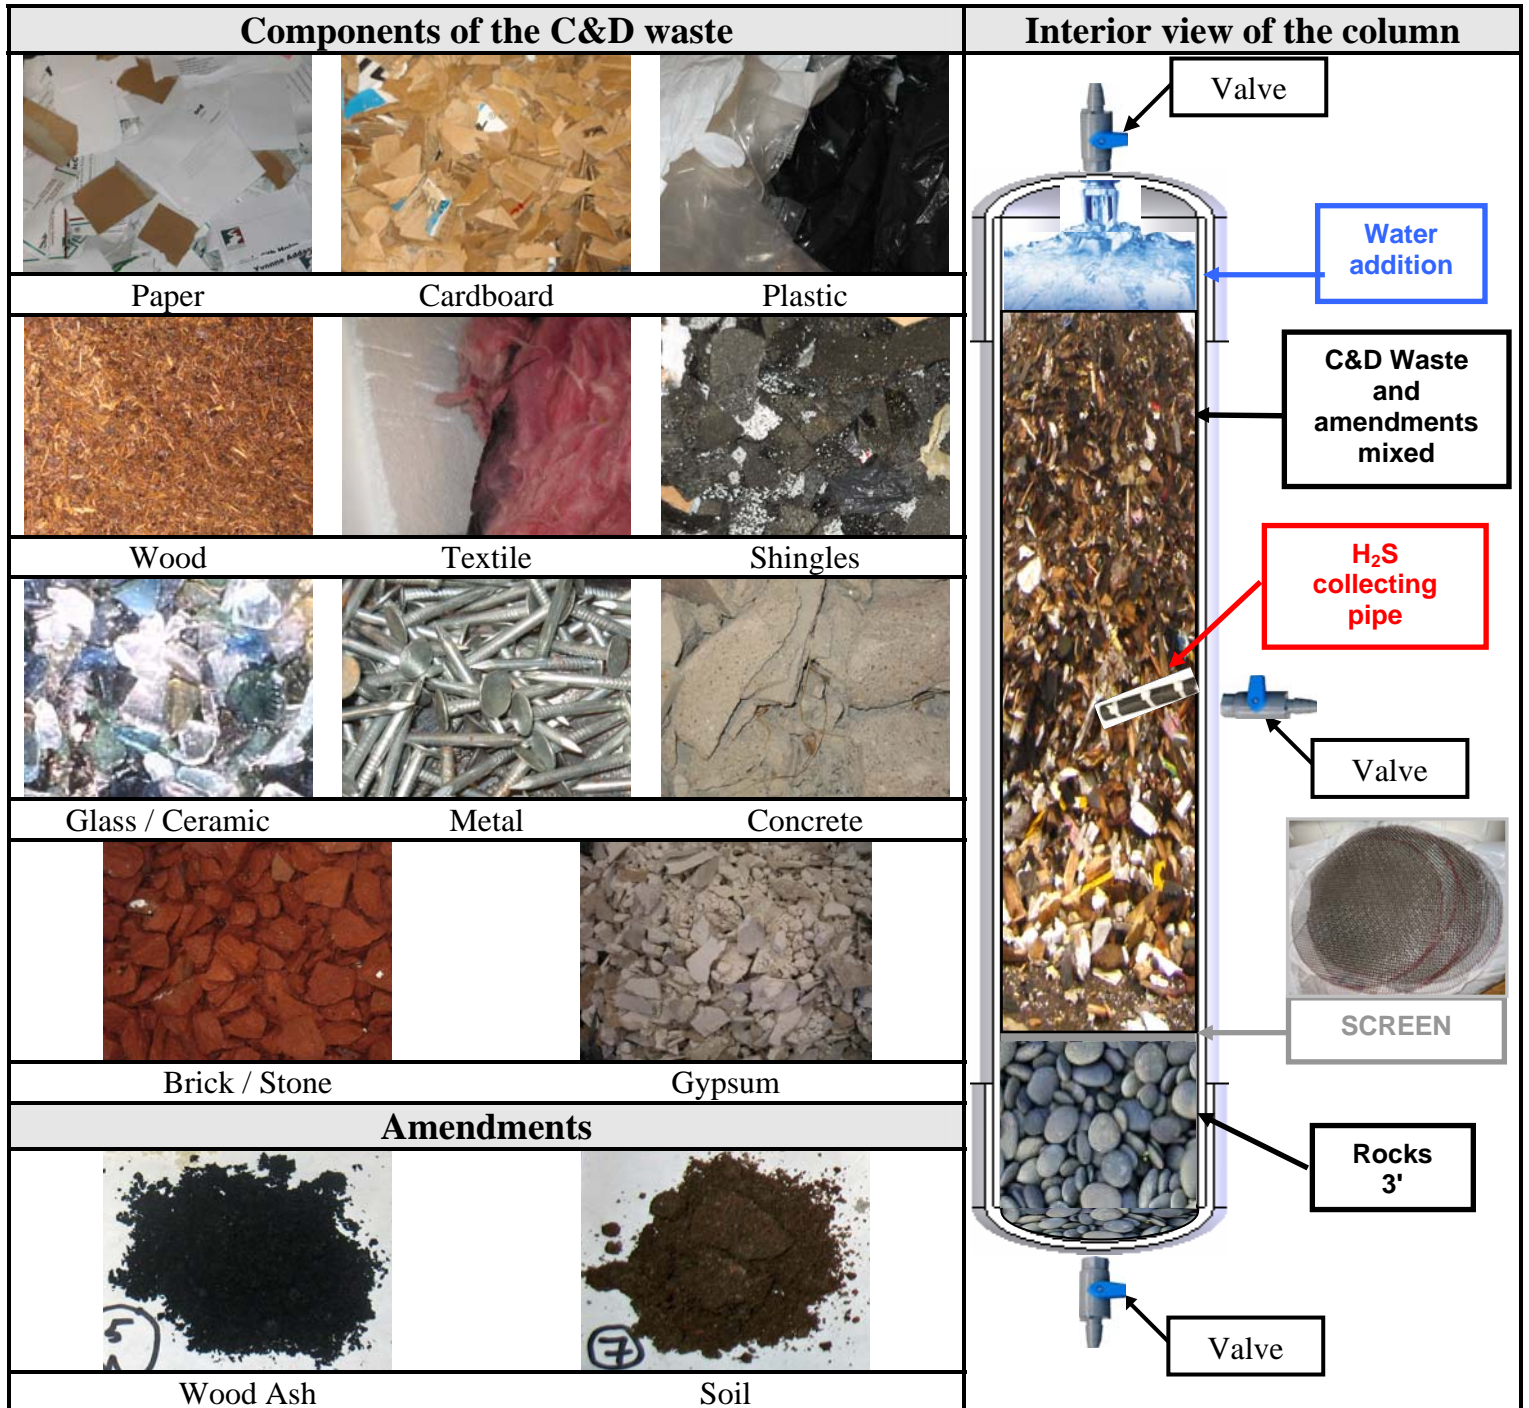 Components of the C&D waste
Interior view of the column
Paper
Cardboard
Plastic
Wood
Textile
Shingles
Glass / Ceramic
Metal
Concrete
Brick / Stone
Gypsum
Amendments
5
7
Wood Ash
Soil
Valve
Water
addition
C&D Waste
and
amendments
mixed
H₂S
collecting
pipe
Valve
SCREEN
Rocks
3'
Valve